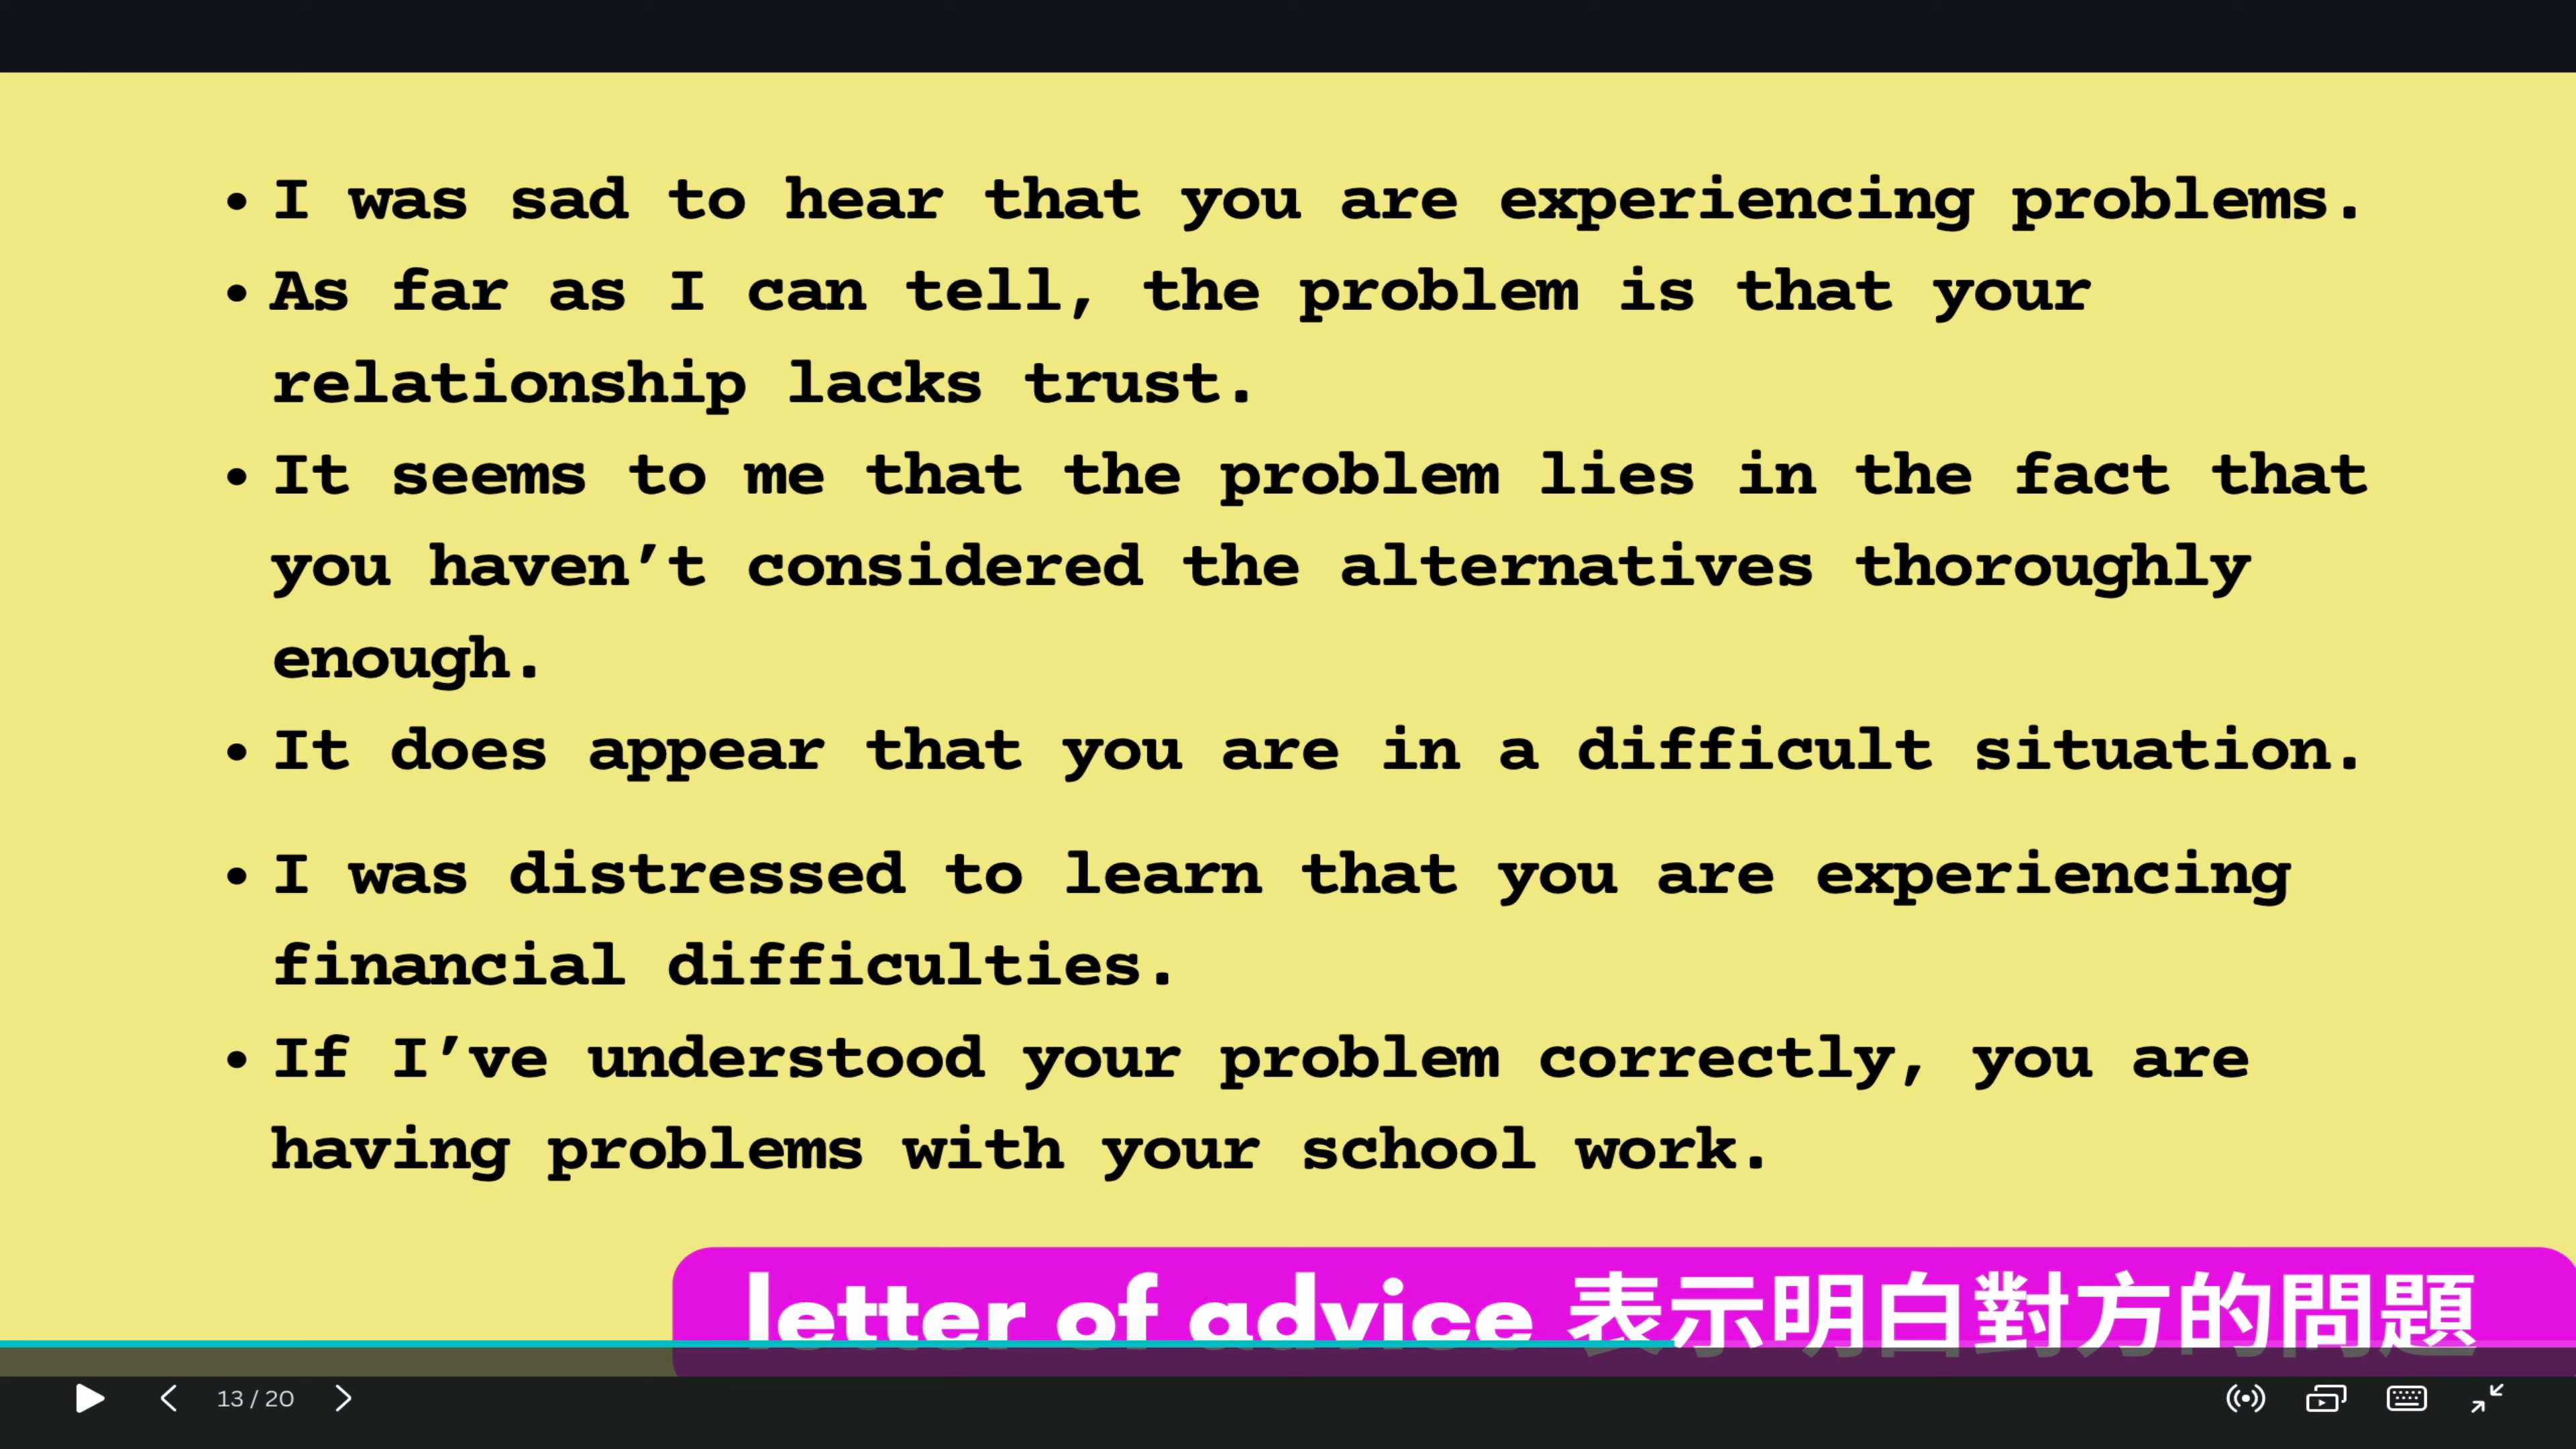 • I was sad to hear that you are experiencing problems.
• As far as I can tell, the problem is that your
relationship lacks trust.
• It seems to me that the problem lies in the fact that
you haven’t considered the alternatives thoroughly
enough.
• It does appear that you are in a difficult situation.
• I was distressed to learn that you are experiencing
financial difficulties.
• If I’ve understood your problem correctly, you are
having problems with your school work.
letter of advice 表示明白對方的問題
13 / 20